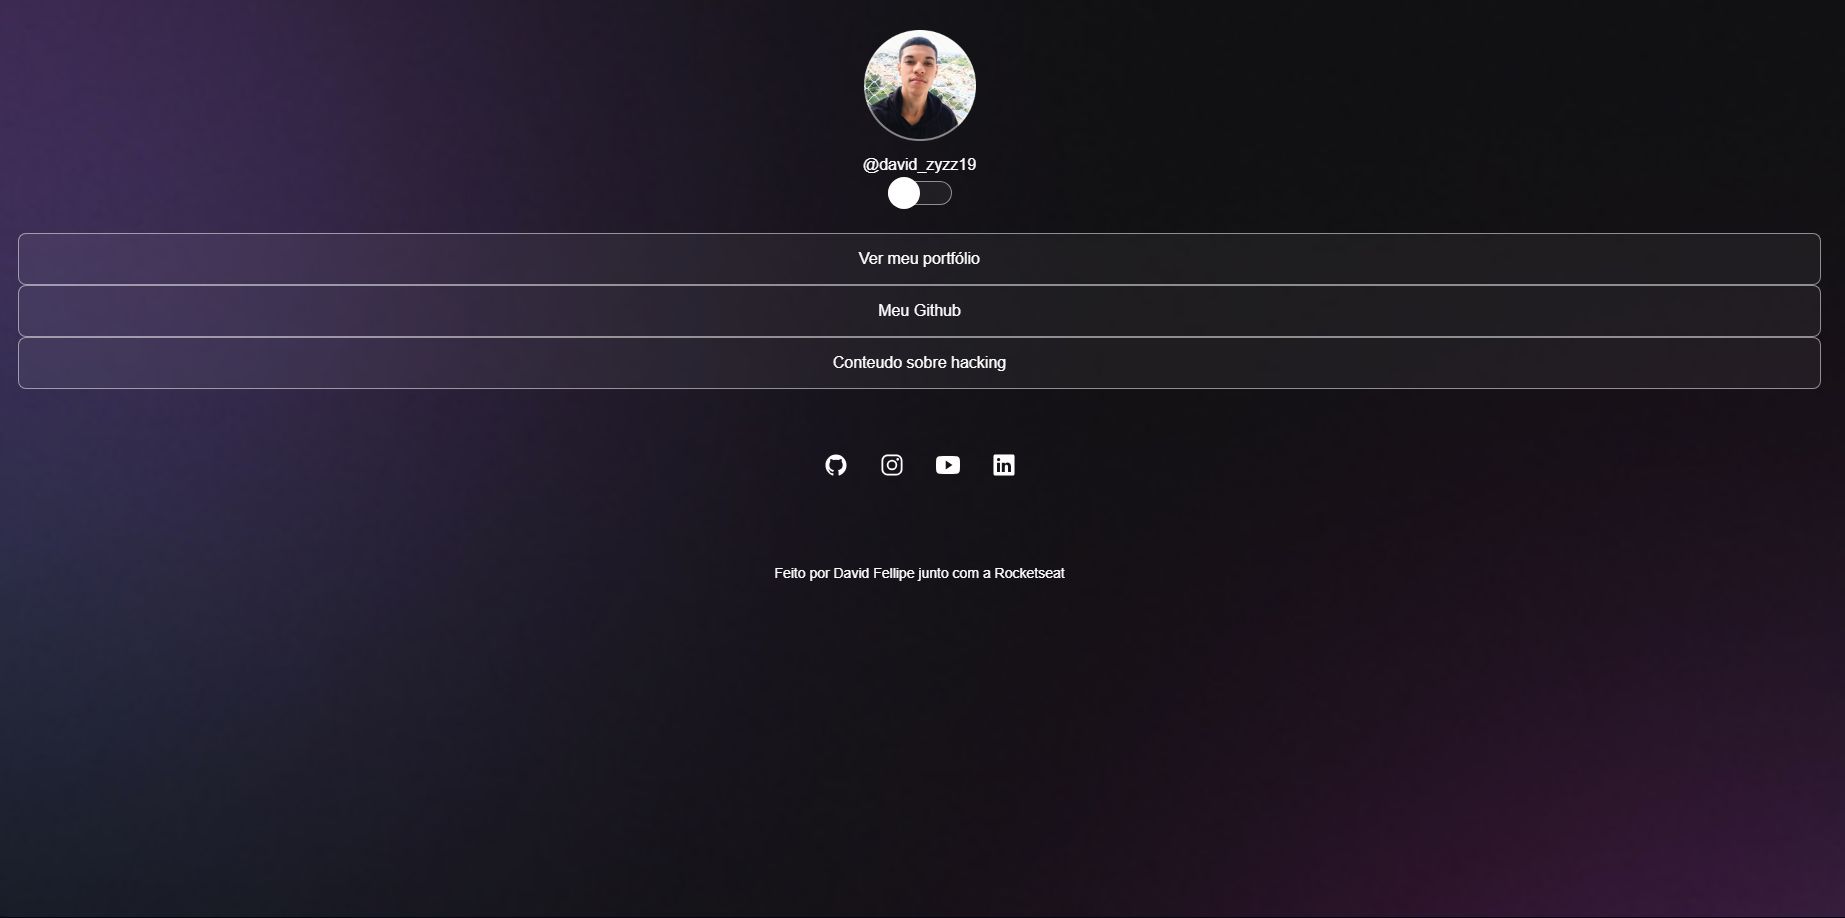 @david_zyzz19
Ver meu portfólio
Meu Github
Conteudo sobre hacking
Feito por David Fellipe junto com a Rocketseat